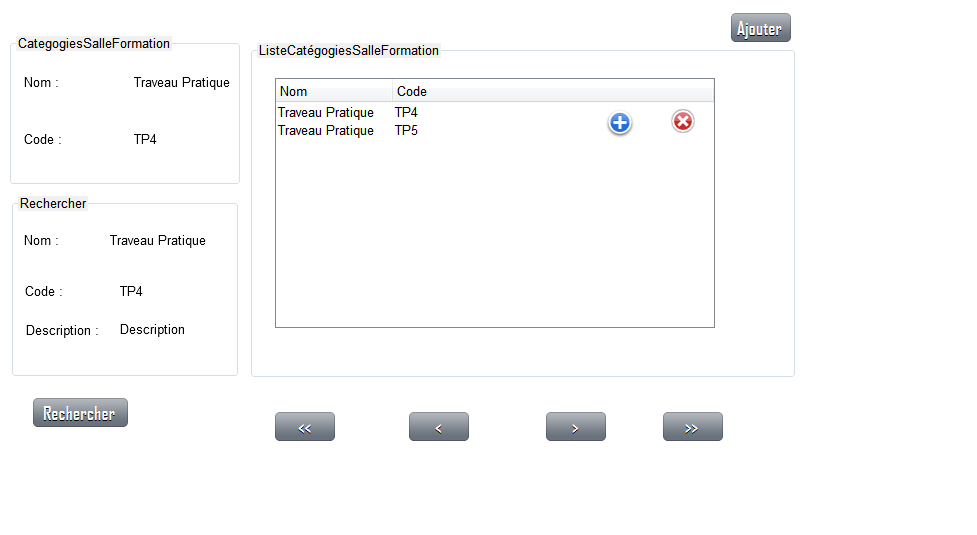 Ajouter
CategogiesSalleFormation
Nom : Traveau Pratique
Code : TP4
ListeCatégogiesSalleFormation
Nom Code
Traveau Pratique TP4
Traveau Pratique TP5
Rechercher
Nom : Traveau Pratique
Code : TP4
Description : Description
Rechercher
<< < > >>